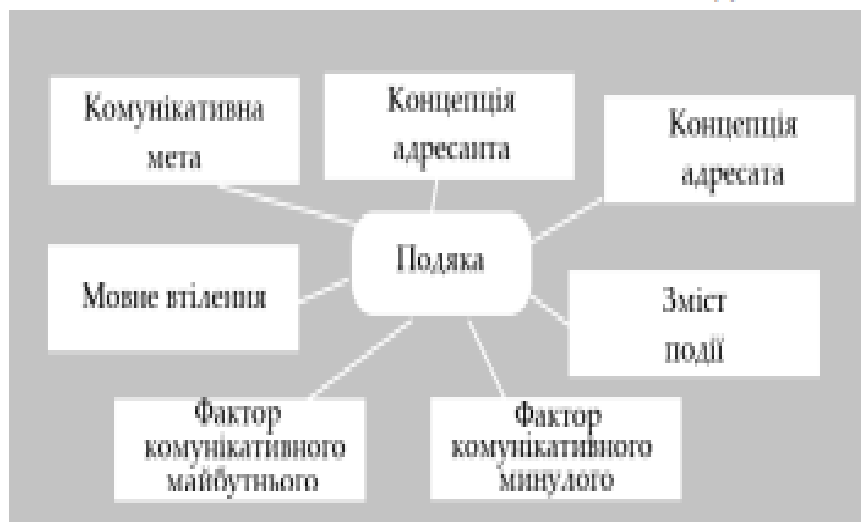 Комунікативна
мета
Концепція
адресанта
Концепція
адресата
Подяка
Мовне втілення
Зміст
події
Фактор
комунікативного
майбутнього
Фактор
комунікативного
минулого